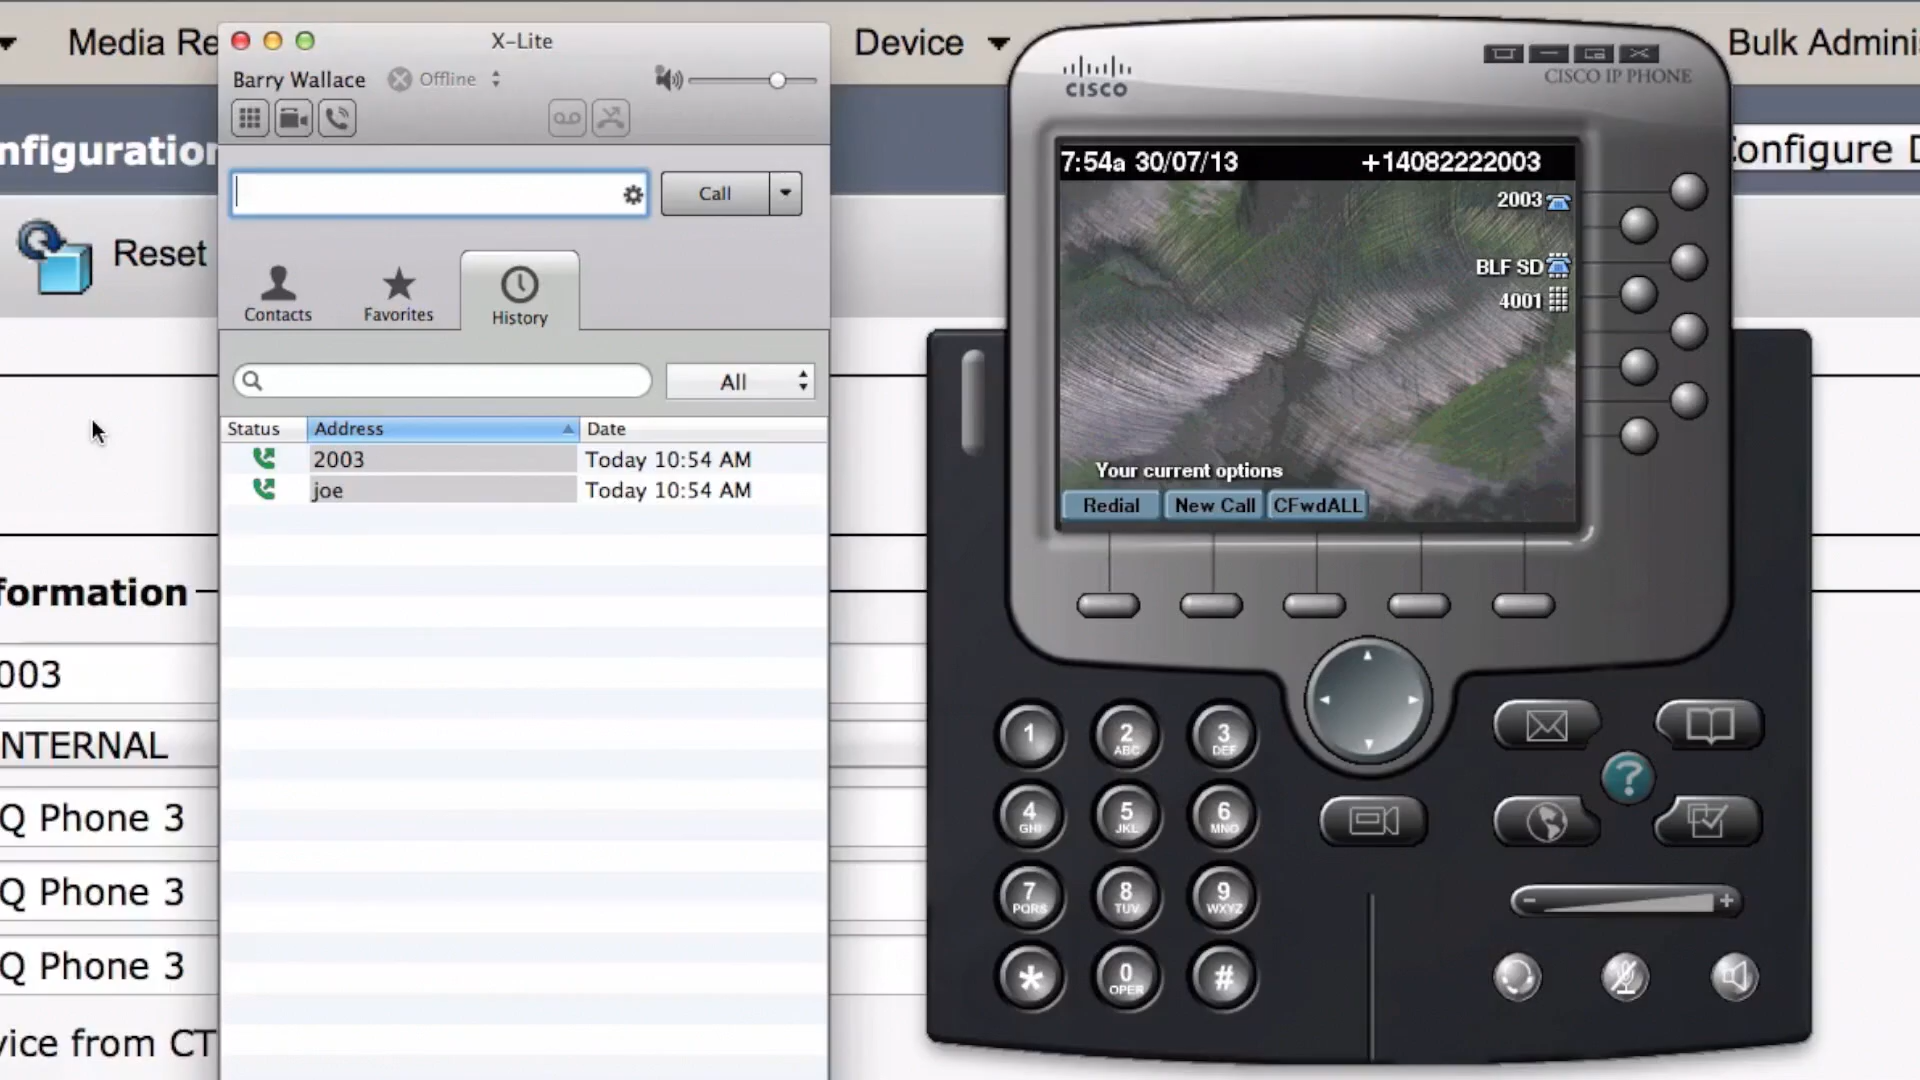 Media Re
Device
Bulk Admini
nfiguration
onfigure D
Reset
formation
003
NTERNAL
Q Phone 3
Q Phone 3
Q Phone 3
vice from CT
X-Lite
Barry Wallace
Offline
Call
Contacts
Favorites
History
All
Status Address Date
2003 Today 10:54 AM
joe Today 10:54 AM
CISCO
CISCO IP PHONE
7:54a 30/07/13 +14082222003
2003
BLF SD
4001
Your current options
Redial New Call CFwdALL
1 2 ABC 3 DEF
4 GHI 5 JKL 6 MNO
7 PQRS 8 TUV 9 WXYZ
* 0 OPER #
?
- +